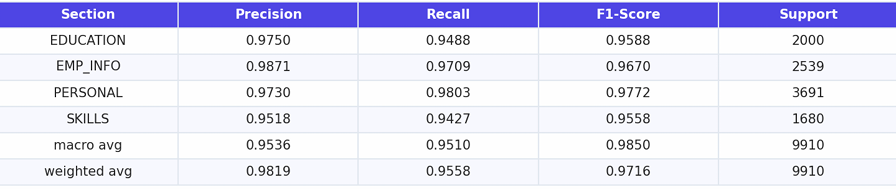 Section Precision Recall F1-Score Support
EDUCATION 0.9750 0.9488 0.9588 2000
EMP_INFO 0.9871 0.9709 0.9670 2539
PERSONAL 0.9730 0.9803 0.9772 3691
SKILLS 0.9518 0.9427 0.9558 1680
macro avg 0.9536 0.9510 0.9850 9910
weighted avg 0.9819 0.9558 0.9716 9910